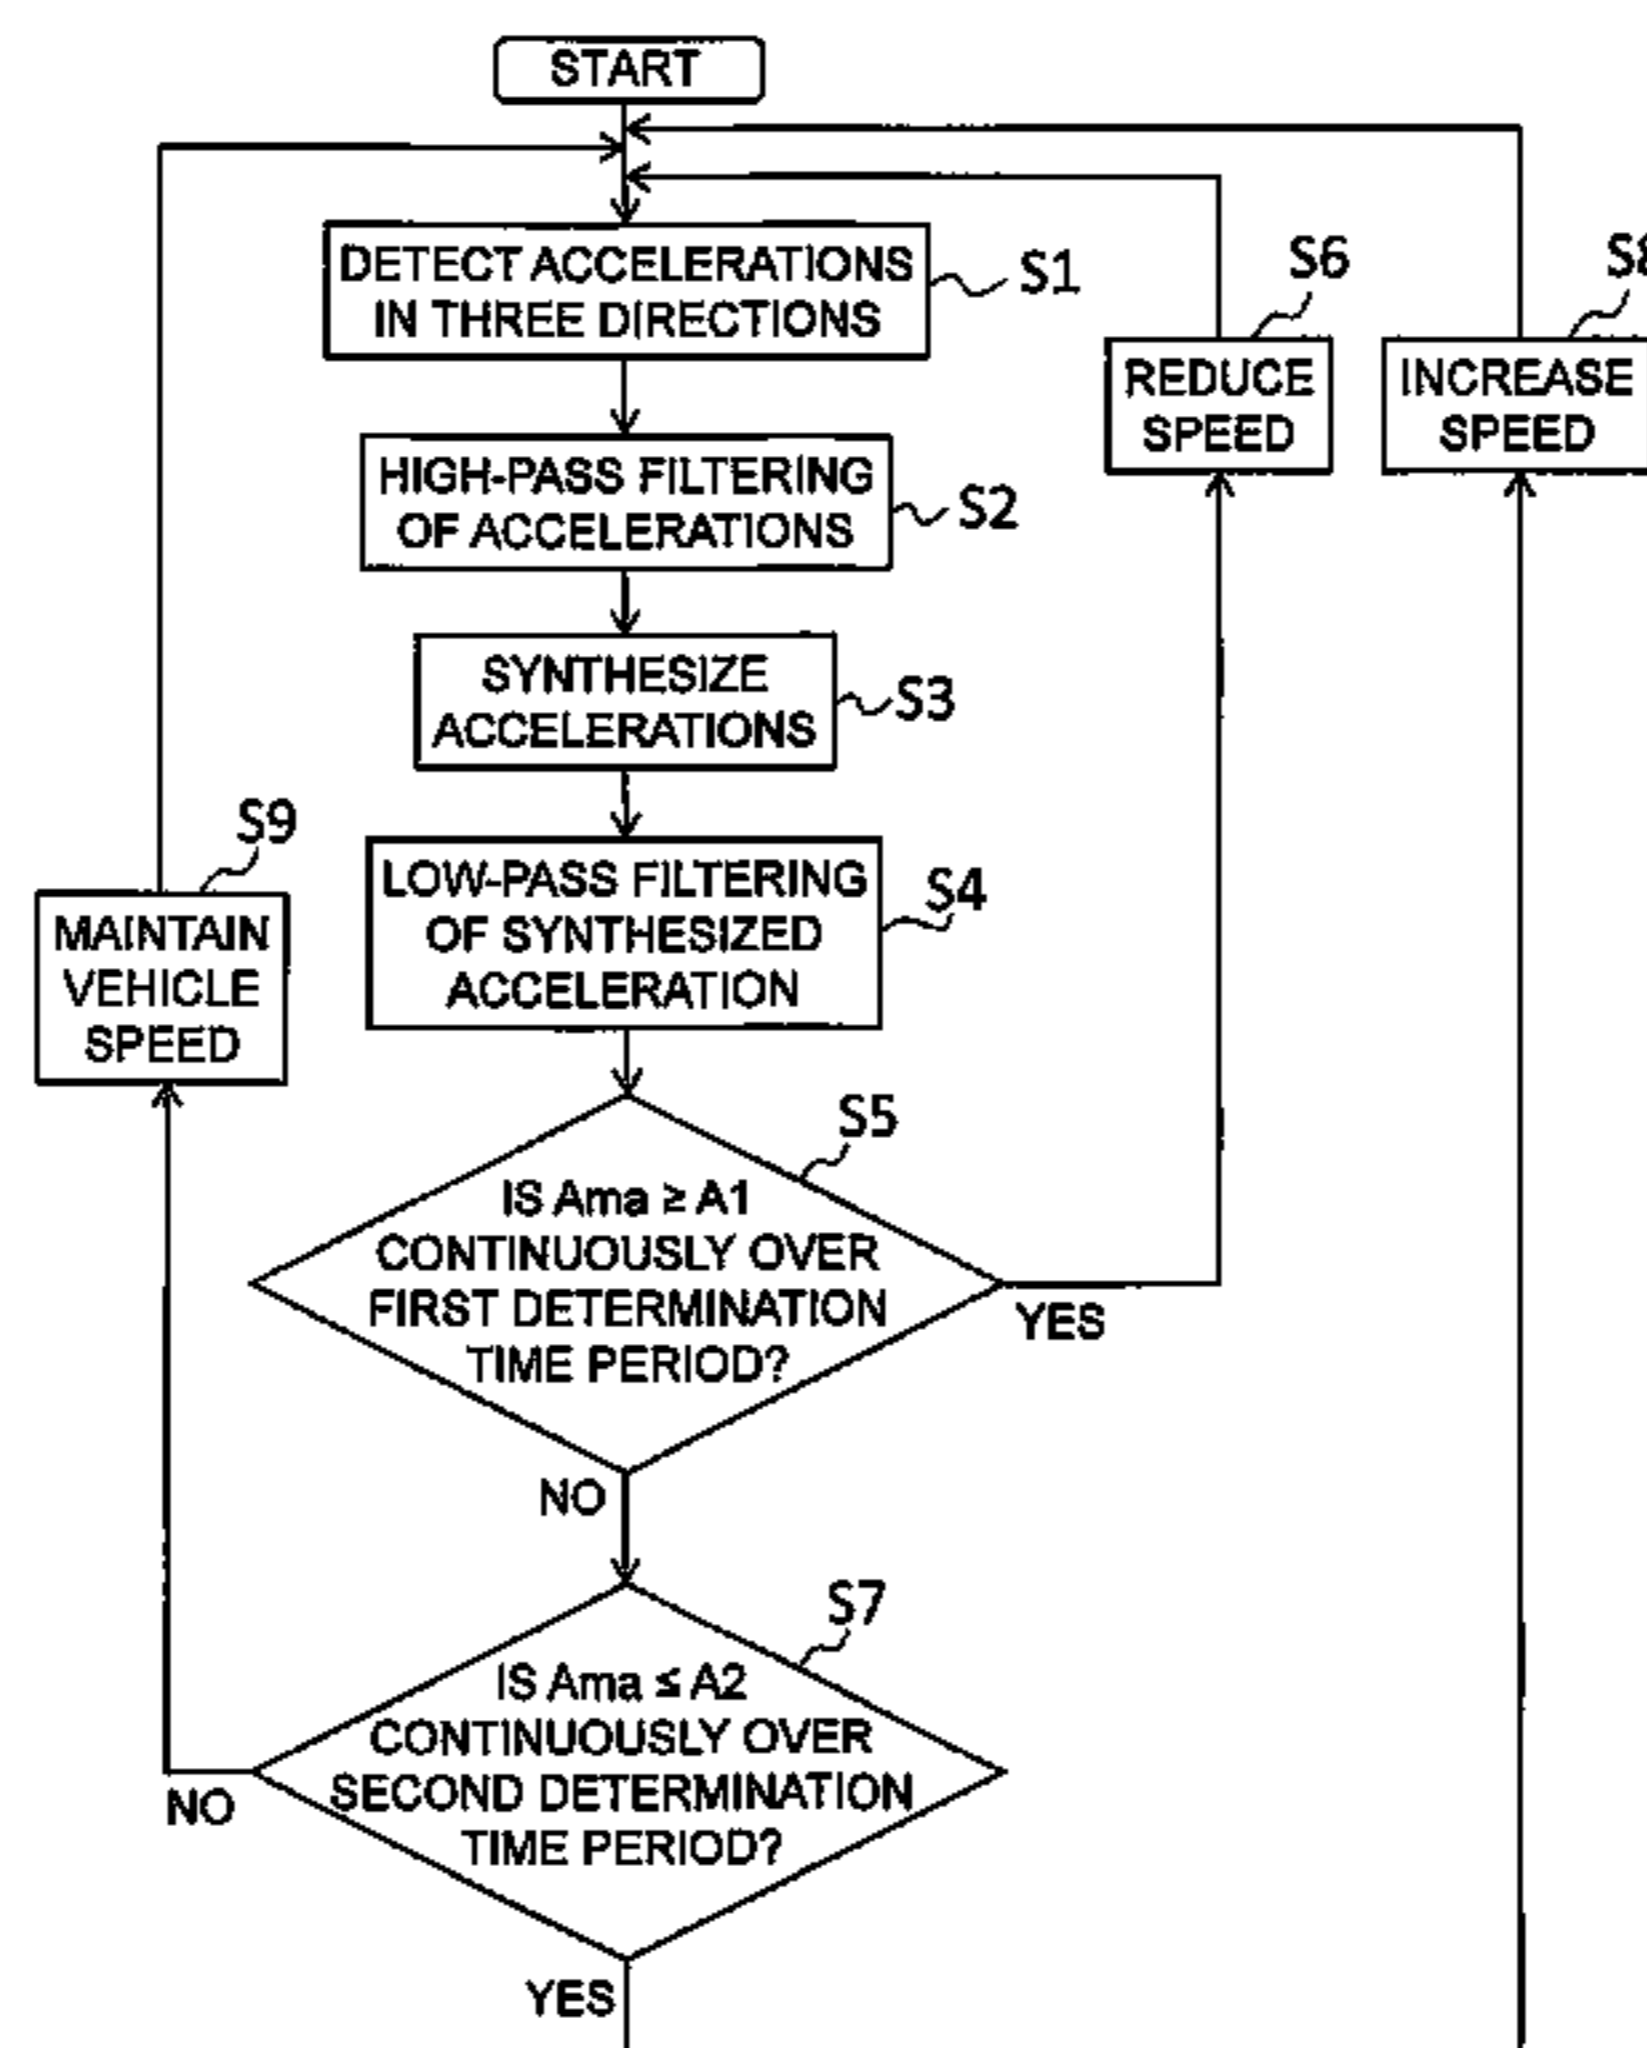 START
DETECT ACCELERATIONS
IN THREE DIRECTIONS
S1
S6
REDUCE
SPEED
INCREASE
SPEED
HIGH-PASS FILTERING
OF ACCELERATIONS
S2
SYNTHESIZE
ACCELERATIONS
S3
S9
MAINTAIN
VEHICLE
SPEED
LOW-PASS FILTERING
OF SYNTHESIZED
ACCELERATION
S4
S5
IS Ama ≥ A1
CONTINUOUSLY OVER
FIRST DETERMINATION
TIME PERIOD?
YES
NO
S7
IS Ama ≤ A2
CONTINUOUSLY OVER
SECOND DETERMINATION
TIME PERIOD?
NO
YES